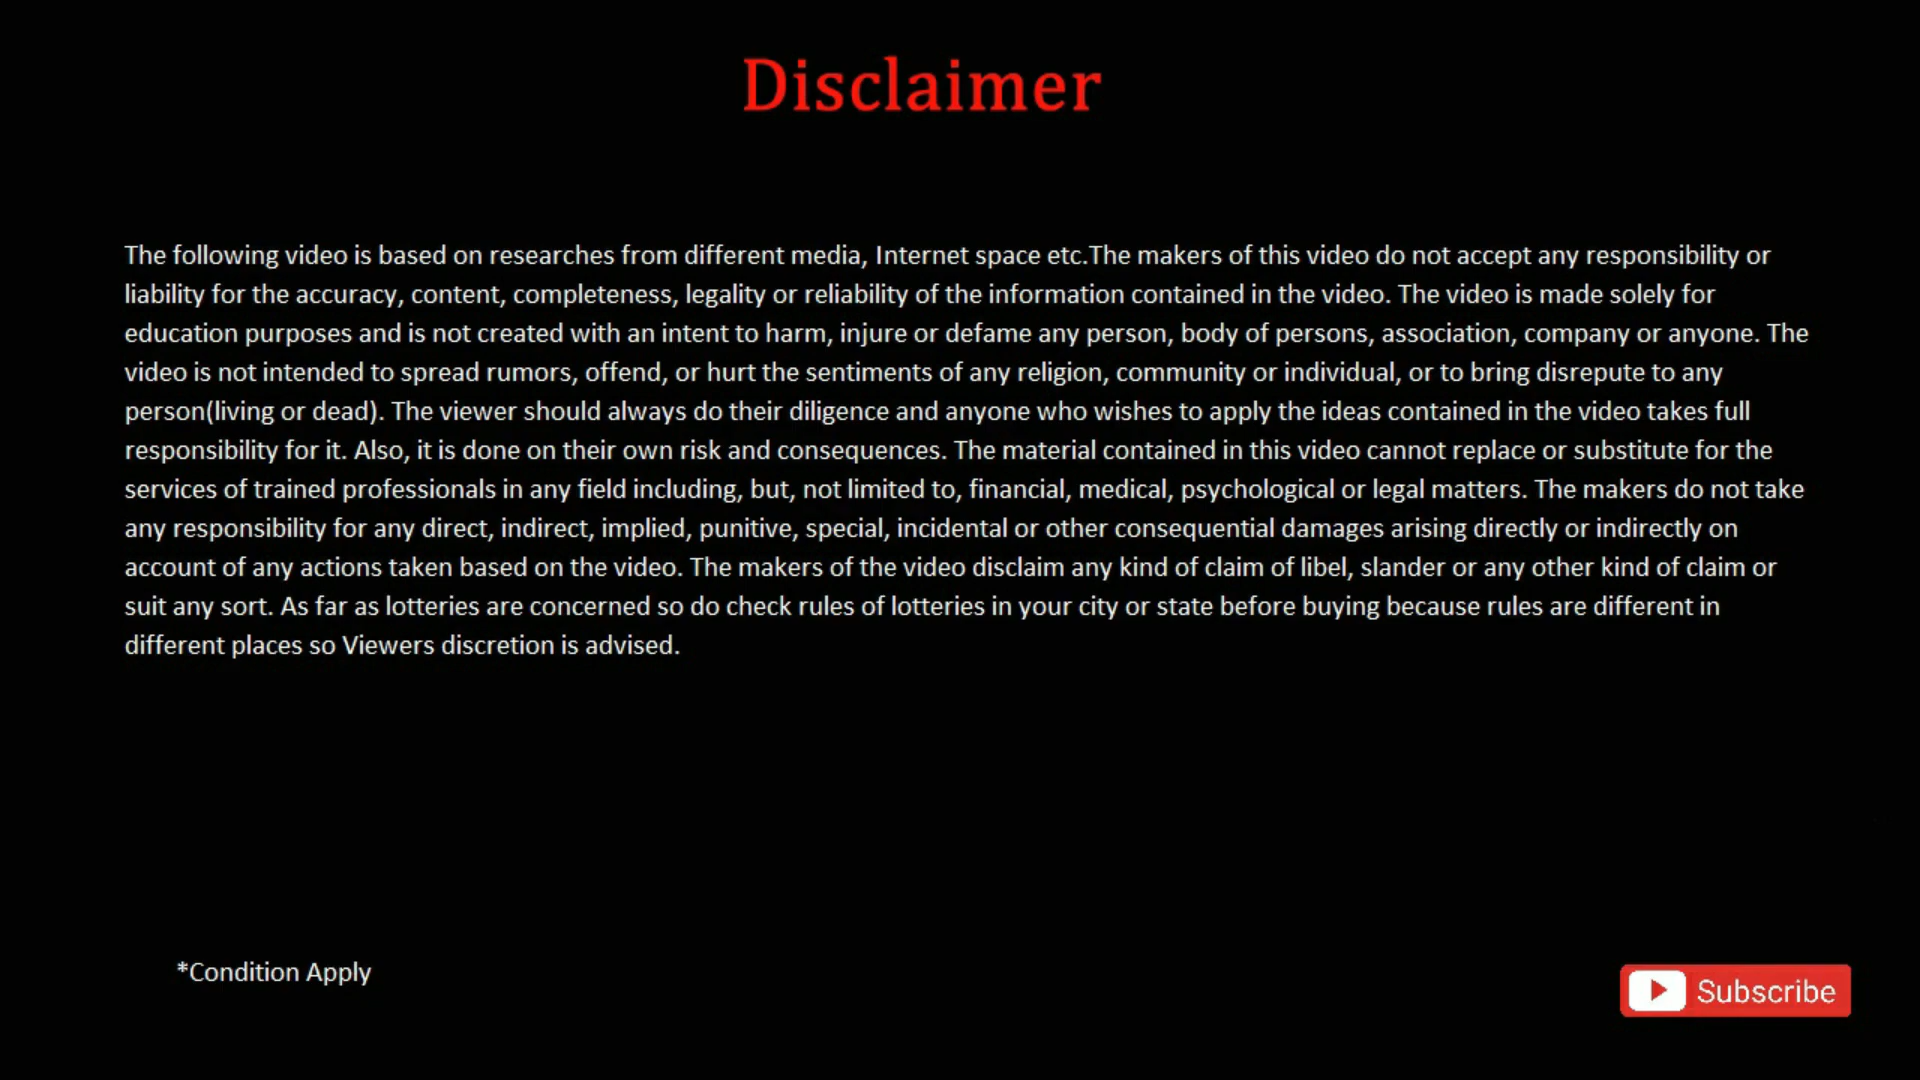 Disclaimer
The following video is based on researches from different media, Internet space etc.The makers of this video do not accept any responsibility or
liability for the accuracy, content, completeness, legality or reliability of the information contained in the video. The video is made solely for
education purposes and is not created with an intent to harm, injure or defame any person, body of persons, association, company or anyone. The
video is not intended to spread rumors, offend, or hurt the sentiments of any religion, community or individual, or to bring disrepute to any
person(living or dead). The viewer should always do their diligence and anyone who wishes to apply the ideas contained in the video takes full
responsibility for it. Also, it is done on their own risk and consequences. The material contained in this video cannot replace or substitute for the
services of trained professionals in any field including, but, not limited to, financial, medical, psychological or legal matters. The makers do not take
any responsibility for any direct, indirect, implied, punitive, special, incidental or other consequential damages arising directly or indirectly on
account of any actions taken based on the video. The makers of the video disclaim any kind of claim of libel, slander or any other kind of claim or
suit any sort. As far as lotteries are concerned so do check rules of lotteries in your city or state before buying because rules are different in
different places so Viewers discretion is advised.
*Condition Apply
Subscribe